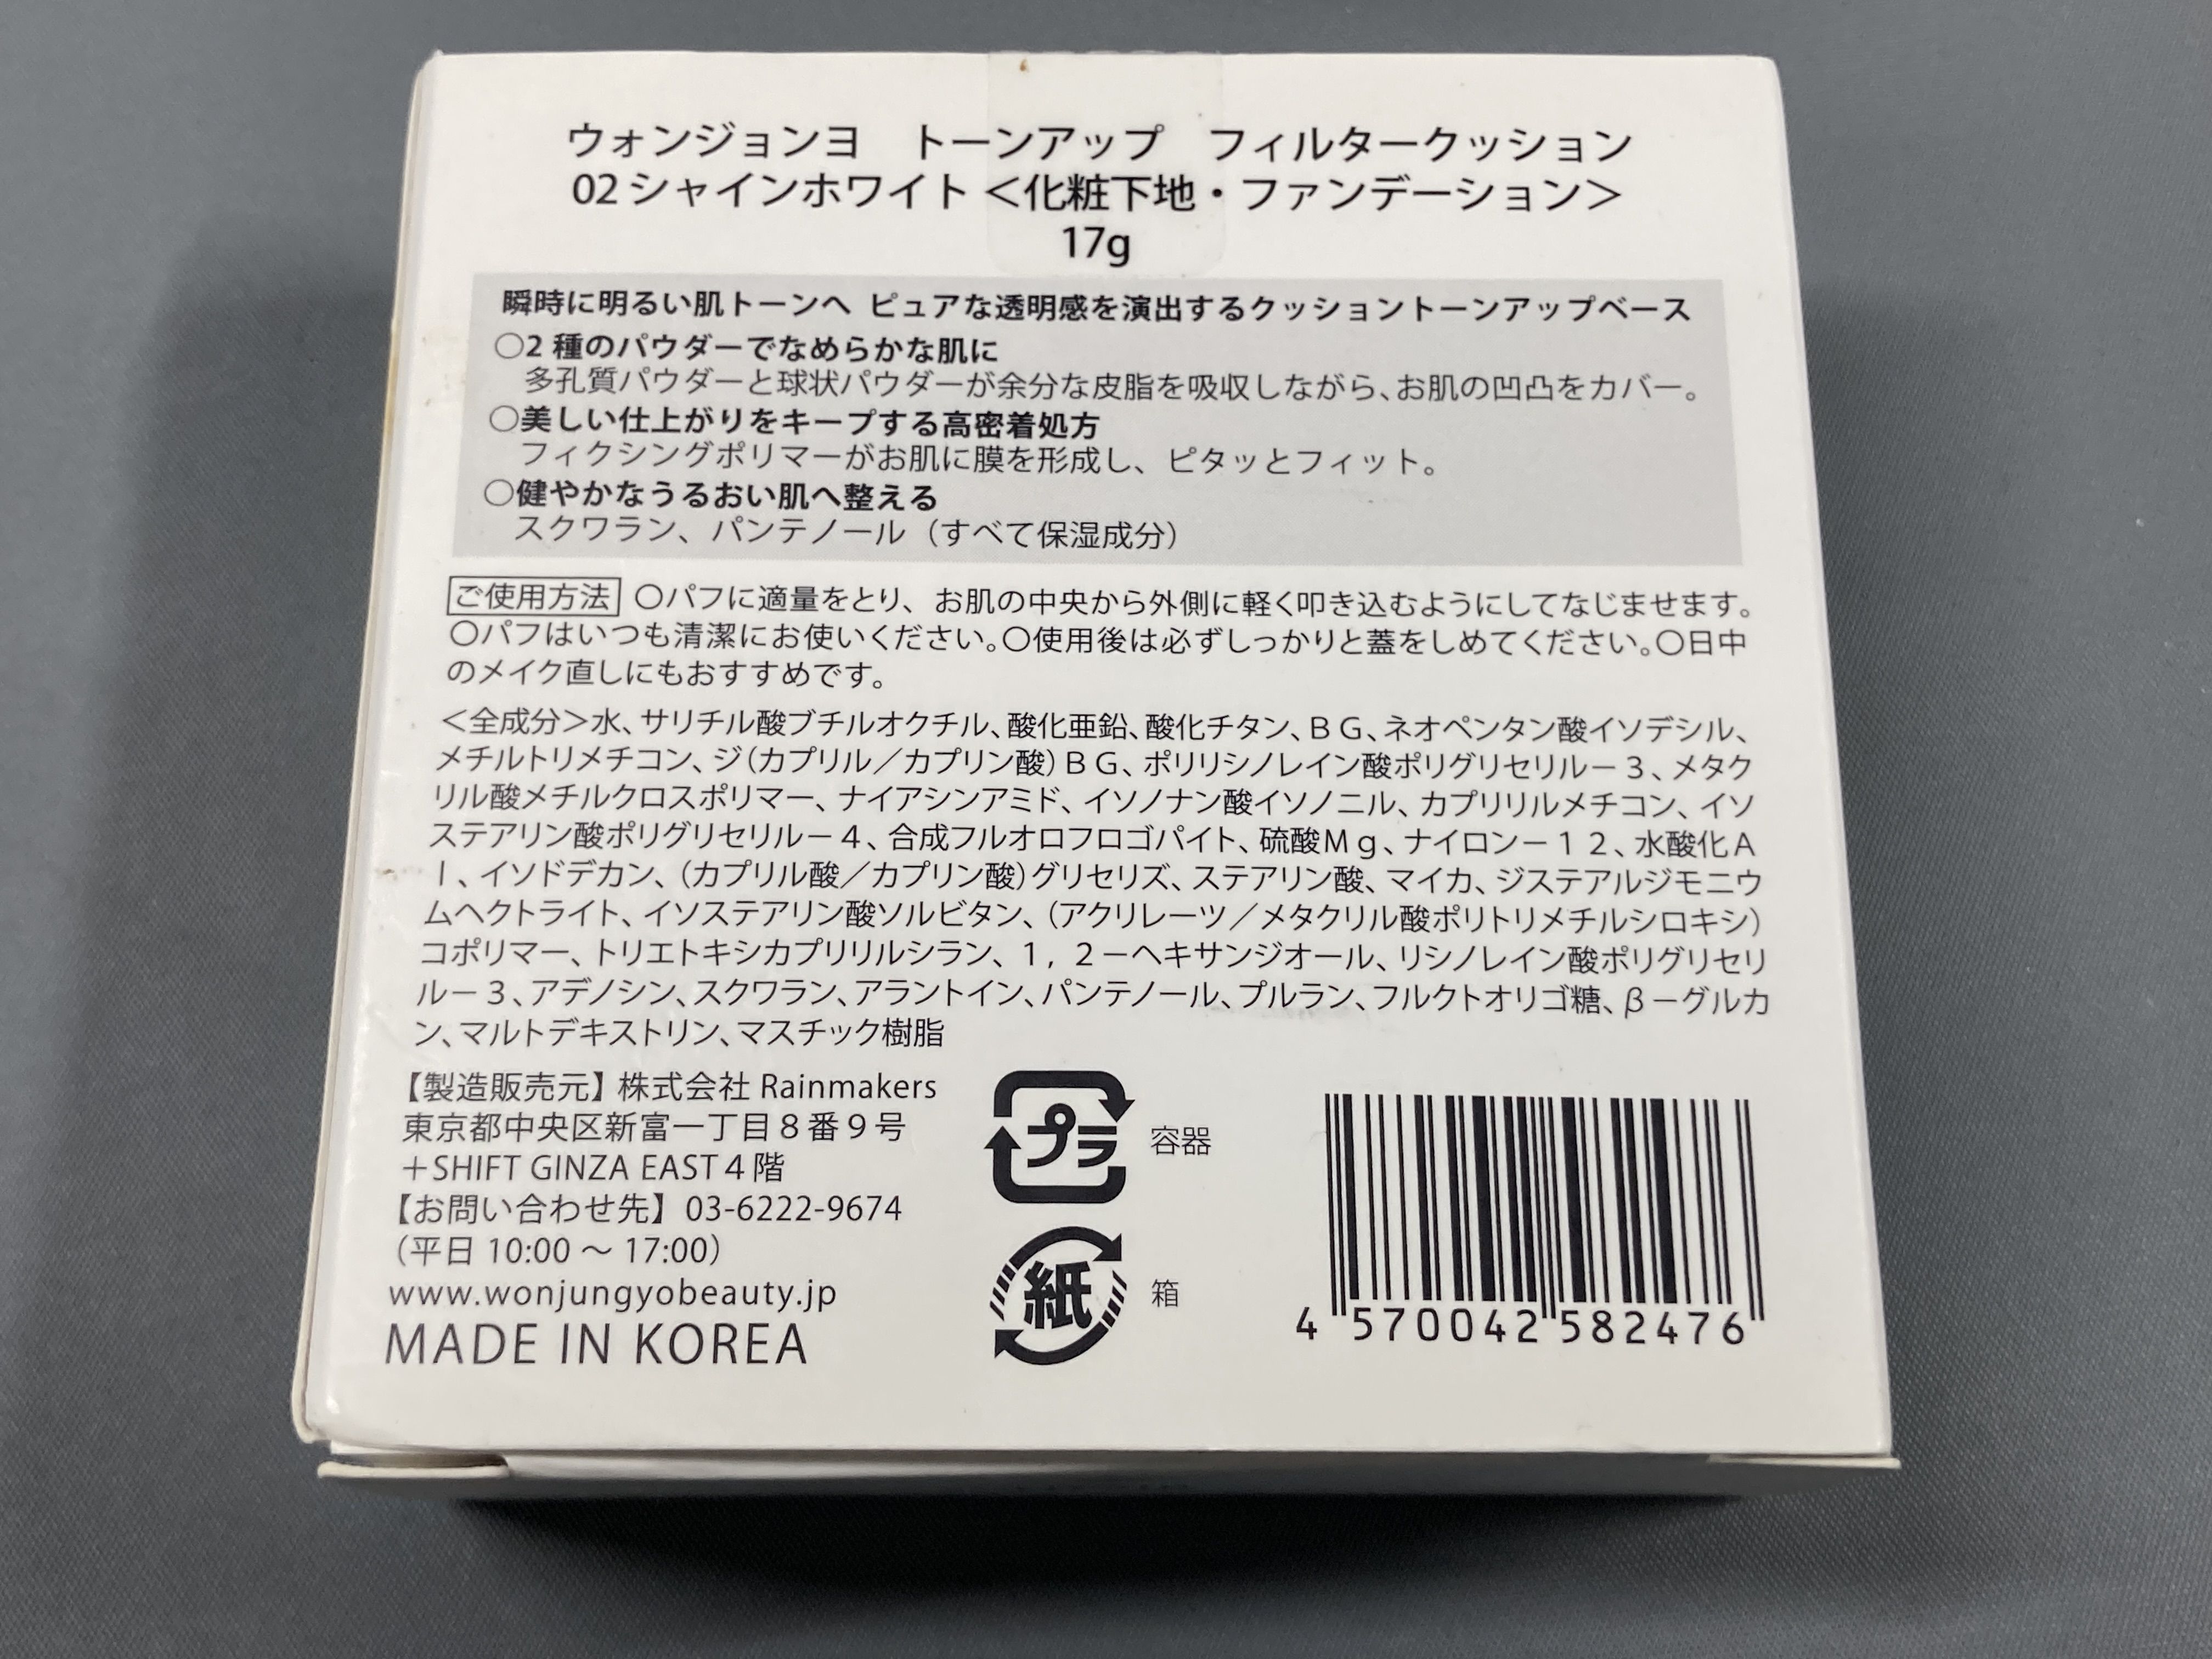 ウォンジョンヨ　トーンアップ　フィルタークッション
02 シャインホワイト ＜化粧下地・ファンデーション＞
17g
瞬時に明るい肌トーンへ ピュアな透明感を演出するクッショントーンアップベース
○2 種のパウダーでなめらかな肌に
多孔質パウダーと球状パウダーが余分な皮脂を吸収しながら、お肌の凹凸をカバー。
○美しい仕上がりをキープする高密着処方
フィクシングポリマーがお肌に膜を形成し、ピタッとフィット。
○健やかなうるおい肌へ整える
スクワラン、パンテノール（すべて保湿成分）
ご使用方法 〇パフに適量をとり、お肌の中央から外側に軽く叩き込むようにしてなじませます。
〇パフはいつも清潔にお使いください。〇使用後は必ずしっかりと蓋をしめてください。〇日中
のメイク直しにもおすすめです。
＜全成分＞水、サリチル酸ブチルオクチル、酸化亜鉛、酸化チタン、ＢＧ、ネオペンタン酸イソデシル、
メチルトリメチコン、ジ（カプリル／カプリン酸）ＢＧ、ポリリシノレイン酸ポリグリセリル－３、メタク
リル酸メチルクロスポリマー、ナイアシンアミド、イソノナン酸イソノニル、カプリリルメチコン、イソ
ステアリン酸ポリグリセリル－４、合成フルオロフロゴパイト、硫酸Ｍｇ、ナイロン－１２、水酸化Ａ
ｌ、イソドデカン、（カプリル酸／カプリン酸）グリセリズ、ステアリン酸、マイカ、ジステアルジモニウ
ムヘクトライト、イソステアリン酸ソルビタン、（アクリレーツ／メタクリル酸ポリトリメチルシロキシ）
コポリマー、トリエトキシカプリリルシラン、１，２－ヘキサンジオール、リシノレイン酸ポリグリセリ
ル－３、アデノシン、スクワラン、アラントイン、パンテノール、プルラン、フルクトオリゴ糖、β－グルカ
ン、マルトデキストリン、マスチック樹脂
【製造販売元】株式会社 Rainmakers
東京都中央区新富一丁目８番９号
＋SHIFT GINZA EAST４階
【お問い合わせ先】03-6222-9674
（平日 10:00 ～ 17:00）
www.wonjungyobeauty.jp
MADE IN KOREA
プラ 容器
紙 箱
4 570042 582476